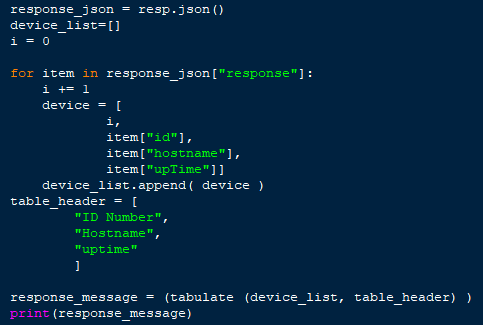 response_json = resp.json()
device_list=[]
i = 0

for item in response_json["response"]:
    i += 1
    device = [
            i,
            item["id"],
            item["hostname"],
            item["upTime"]]
    device_list.append( device )
table_header = [
        "ID Number",
        "Hostname",
        "uptime"
        ]

response_message = (tabulate (device_list, table_header) )
print(response_message)